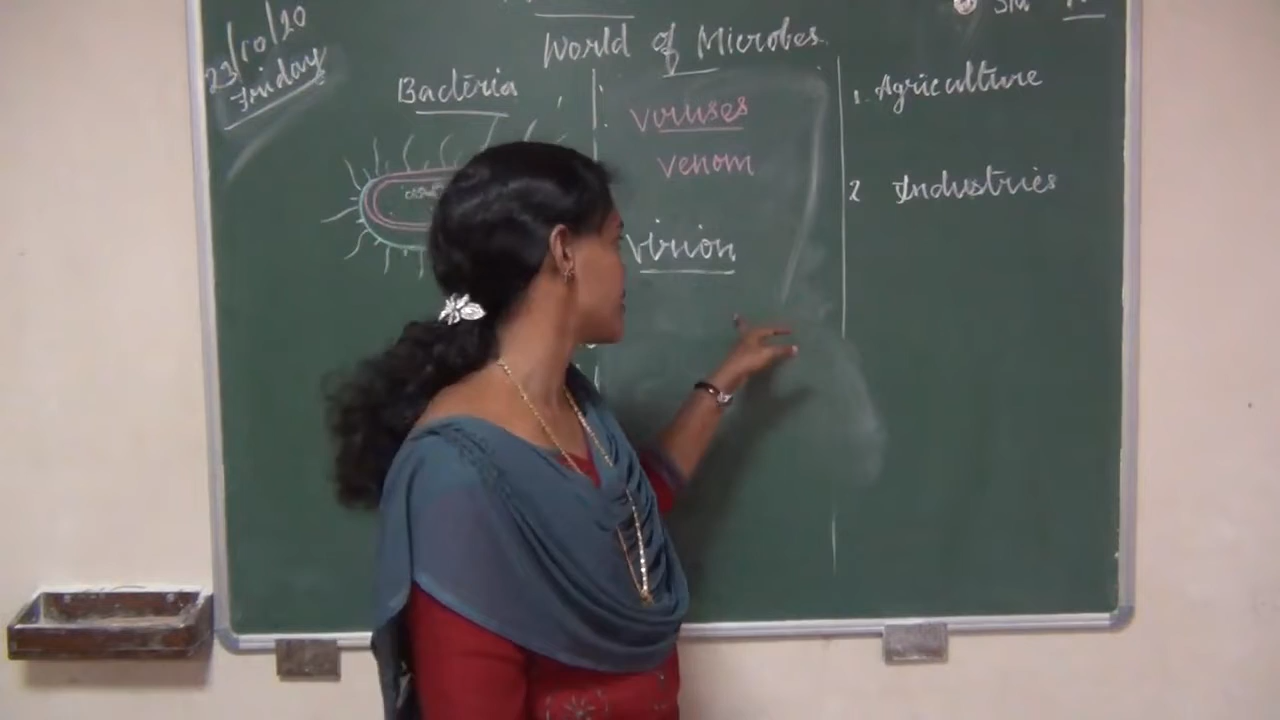 23/10/20
Friday
World of Microbes
Bacteria
Viruses
venom
Virion
1. Agriculture
2 Industries